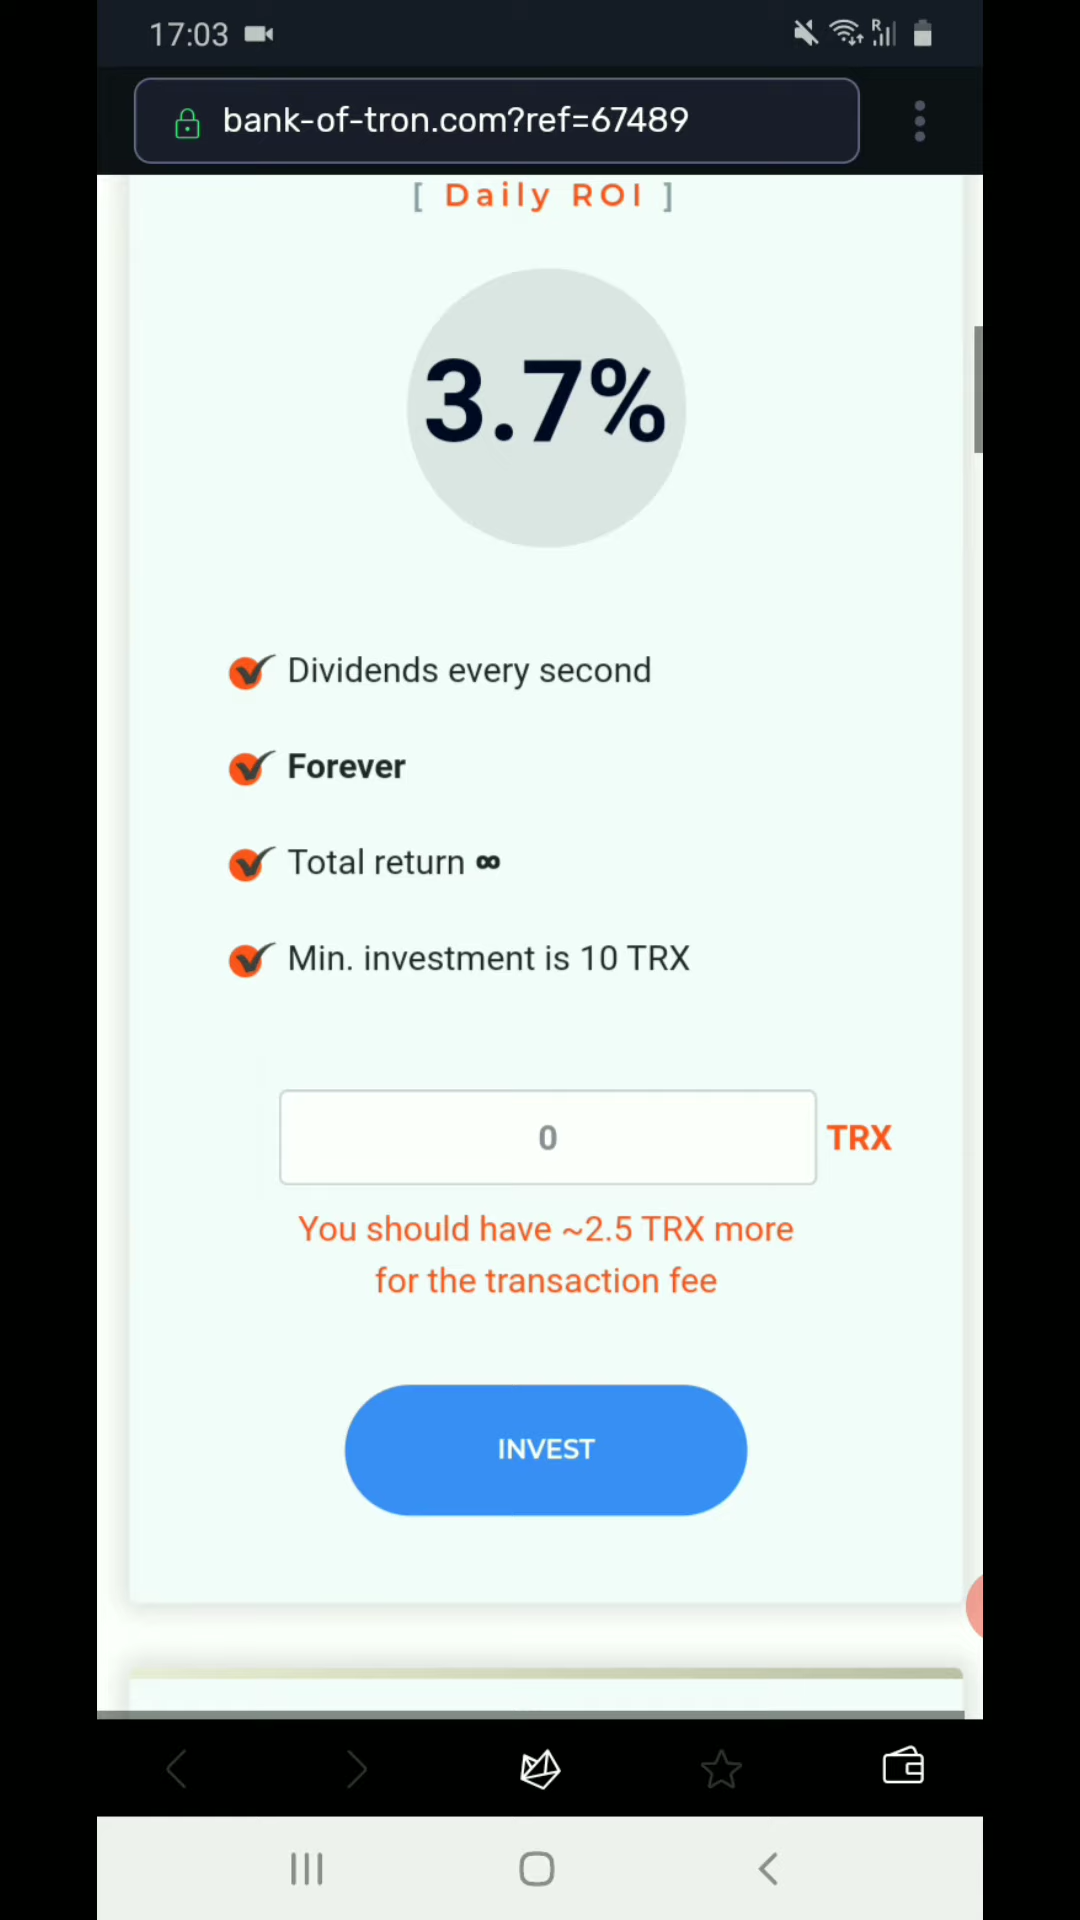 17:03
bank-of-tron.com?ref=67489
[ Daily ROI ]
3.7%
Dividends every second
Forever
Total return ∞
Min. investment is 10 TRX
0 TRX
You should have ~2.5 TRX more
for the transaction fee
INVEST